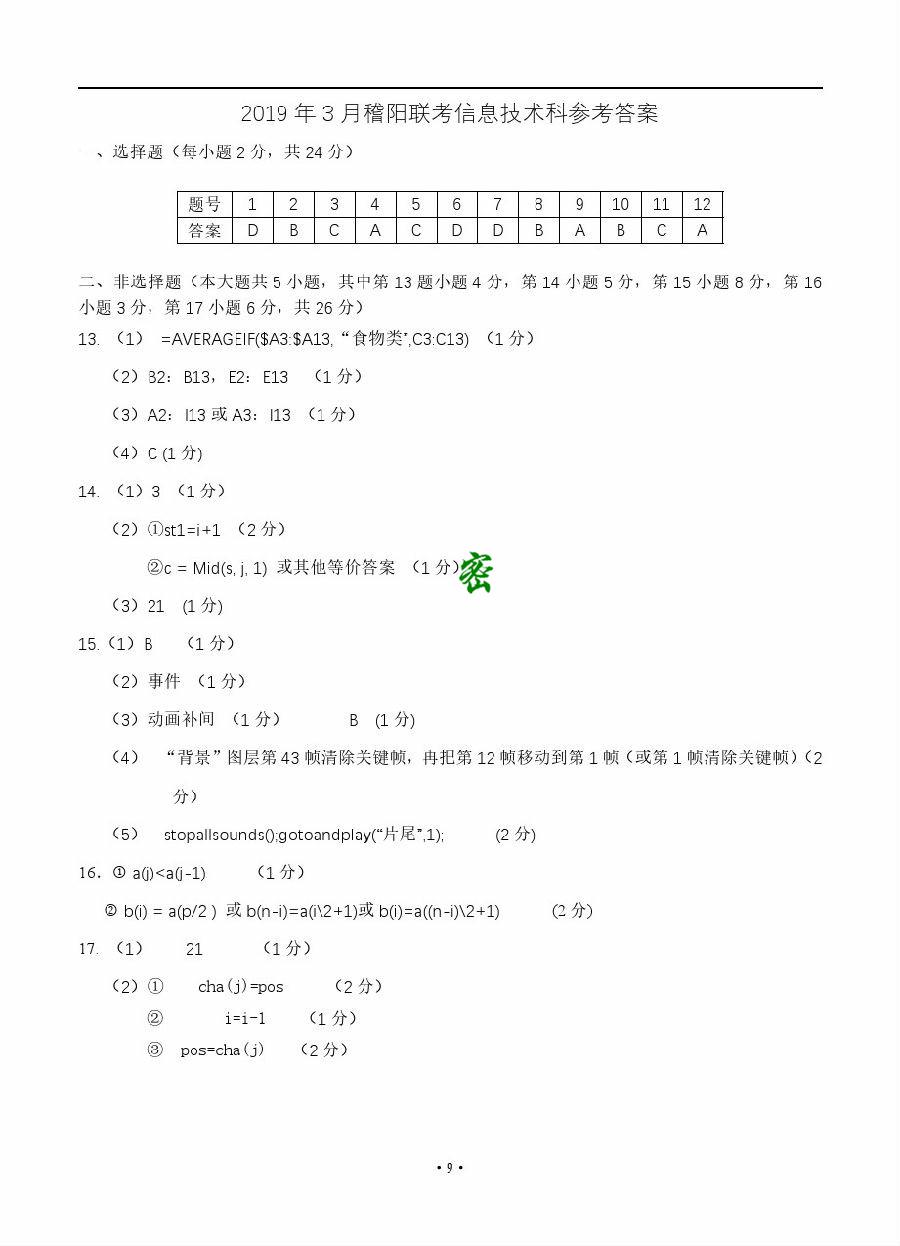 2019 年 3 月稽阳联考信息技术科参考答案
、选择题（每小题 2 分，共 24 分）
题号 1 2 3 4 5 6 7 8 9 10 11 12
答案 D B C A C D D B A B C A
二、非选择题（本大题共 5 小题，其中第 13 题小题 4 分，第 14 小题 5 分，第 15 小题 8 分，第 16
小题 3 分，第 17 小题 6 分，共 26 分）
13. （1） =AVERAGEIF($A3:$A13,“食物类”,C3:C13) （1 分）
（2）B2：B13，E2：E13 （1 分）
（3）A2：I13 或 A3：I13 （1 分）
（4）C (1 分)
14. （1）3 （1 分）
（2）①st1=i+1 （2 分）
②c = Mid(s, j, 1) 或其他等价答案 （1 分）
密
（3）21 (1 分)
15.（1）B （1 分）
（2）事件 （1 分）
（3）动画补间 （1 分） B (1 分)
（4） “背景”图层第 43 帧清除关键帧，再把第 12 帧移动到第 1 帧（或第 1 帧清除关键帧）（2
分）
（5） stopallsounds();gotoandplay(“片尾”,1); (2 分)
16. ① a(j)<a(j-1) （1 分）
② b(i) = a(p/2 ) 或 b(n-i)=a(i\2+1)或 b(i)=a((n-i)\2+1) (2 分)
17. （1） 21 （1 分）
（2）① cha(j)=pos （2 分）
② i=i-1 （1 分）
③ pos=cha(j) （2 分）
• 9 •